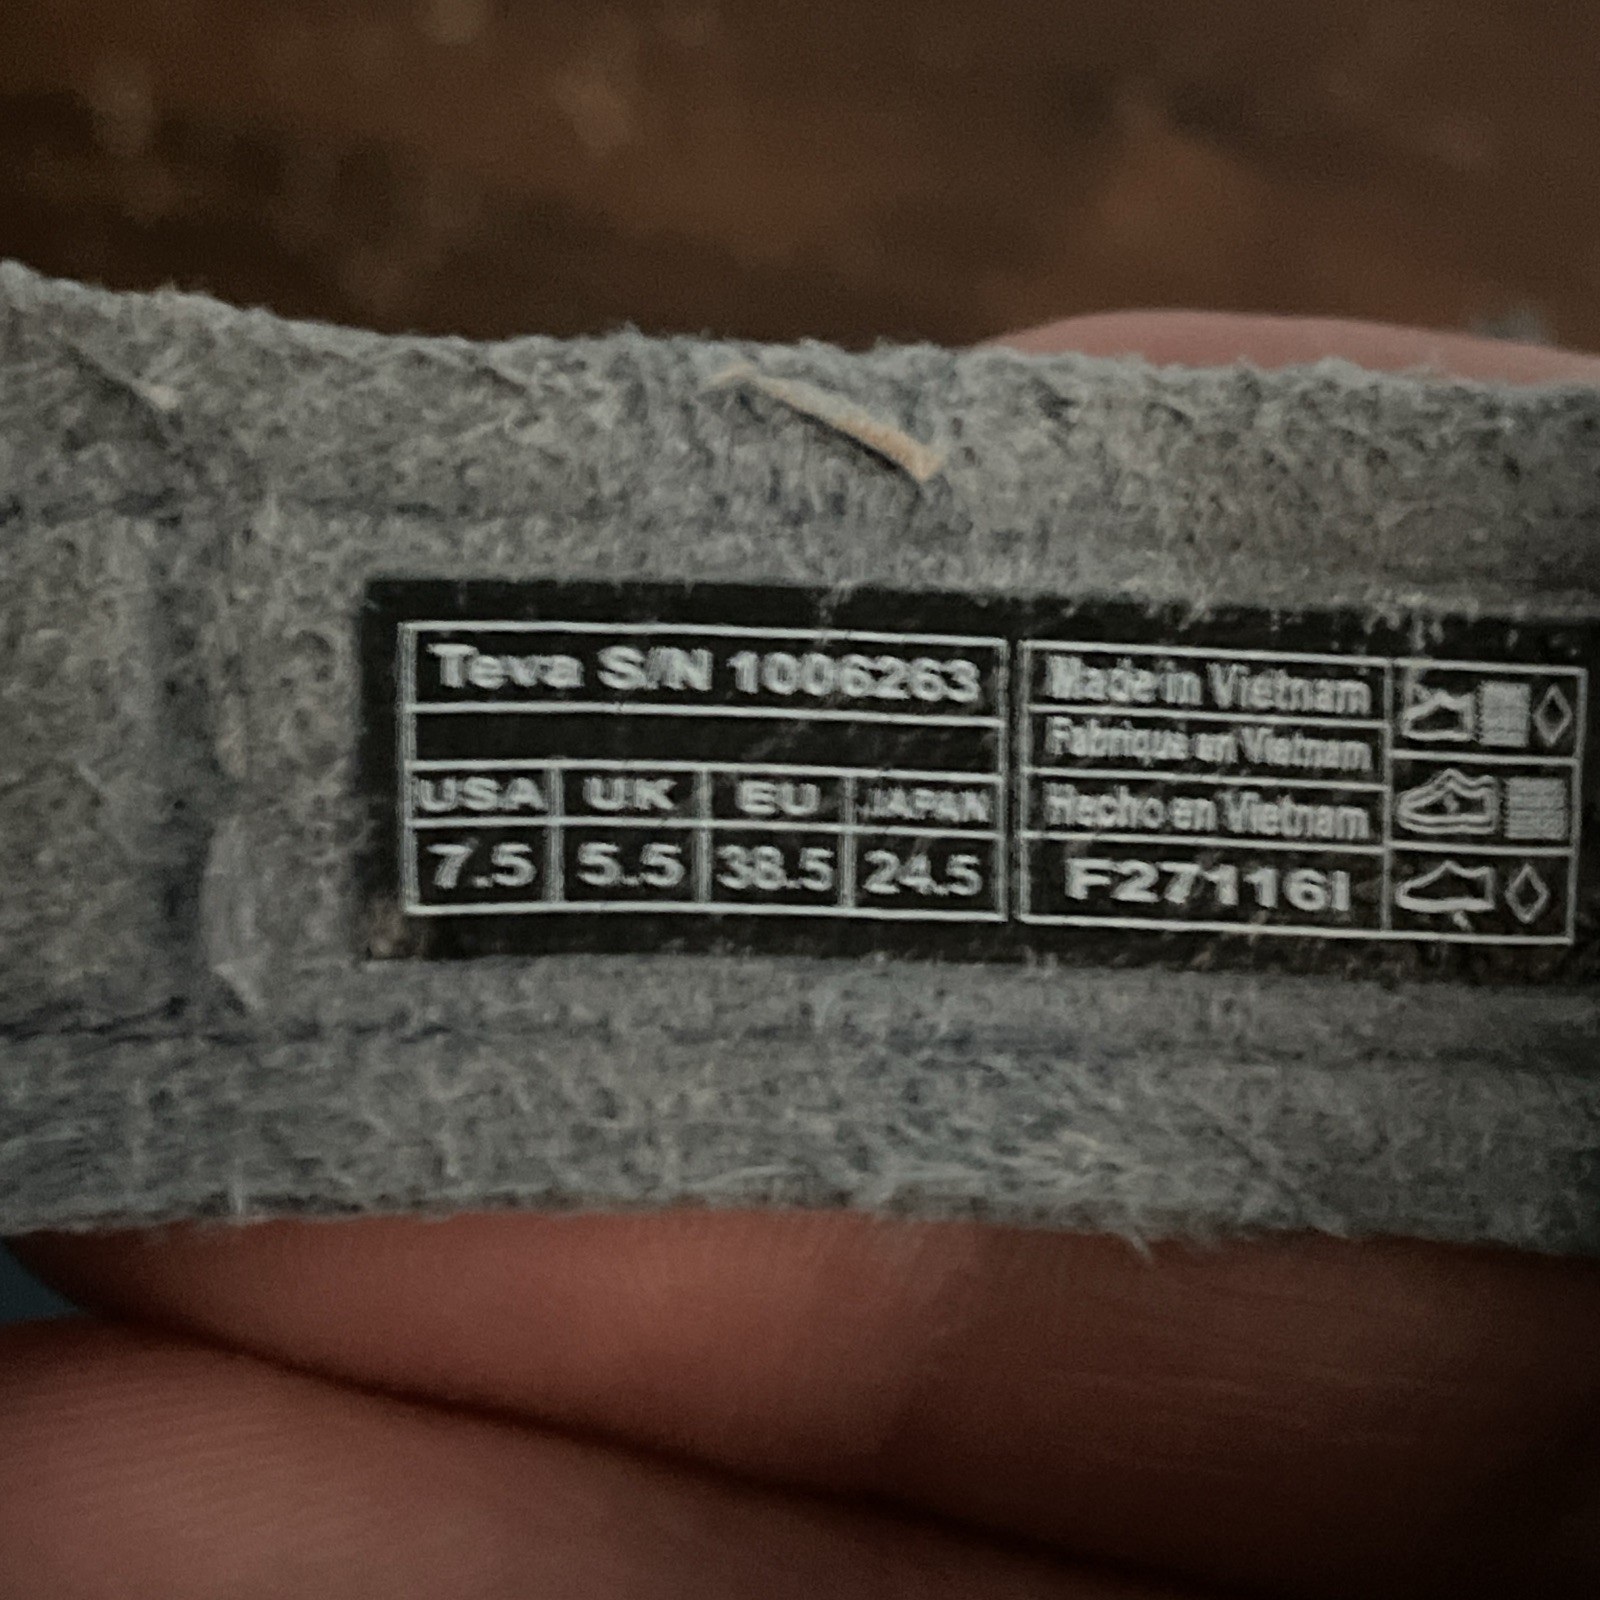 Teva S/N 1006263
USA UK EU JAPAN
7.5 5.5 38.5 24.5
Made in Vietnam
Fabriqué en Vietnam
Hecho en Vietnam
F27116I